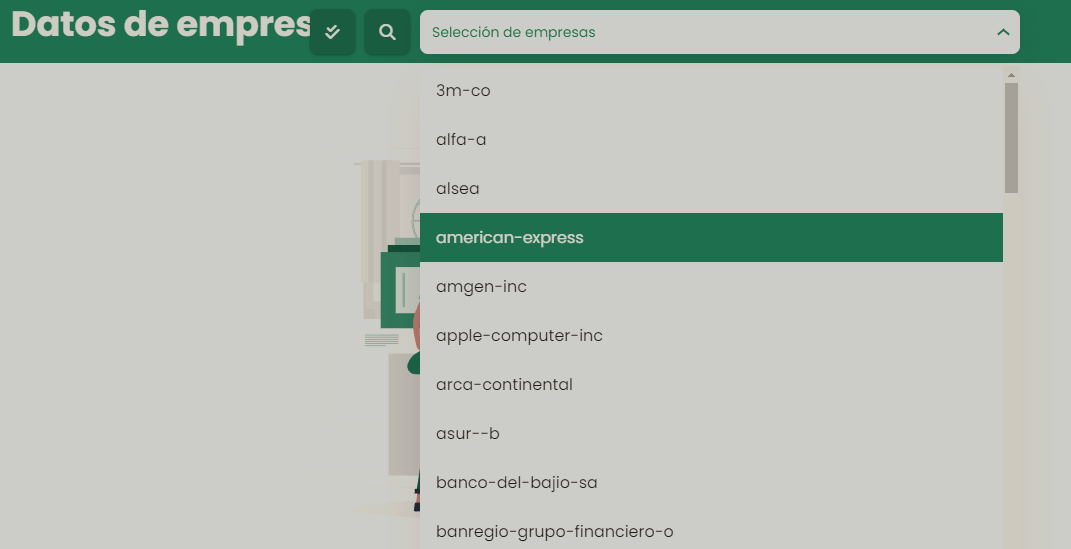 Datos de empres
Selección de empresas
3m-co
alfa-a
alsea
american-express
amgen-inc
apple-computer-inc
arca-continental
asur--b
banco-del-bajio-sa
banregio-grupo-financiero-o